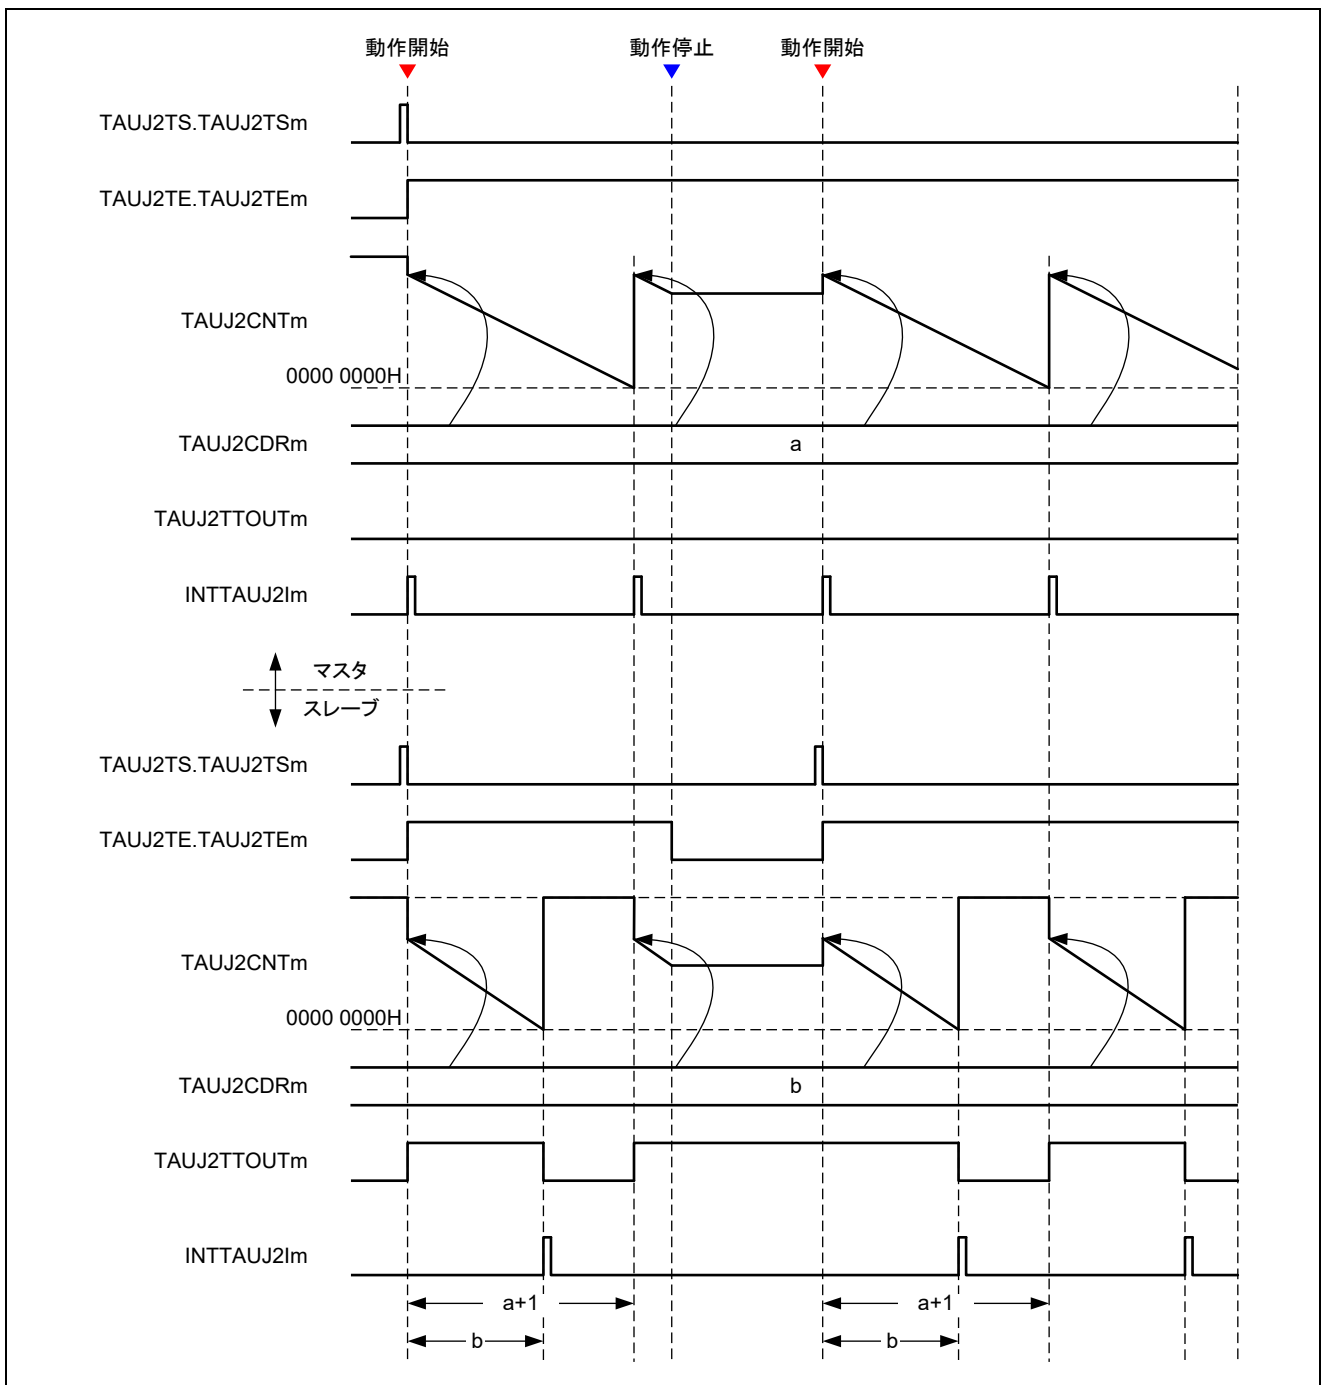 動作開始 動作停止 動作開始
TAUJ2TS.TAUJ2TSm
TAUJ2TE.TAUJ2TEm
TAUJ2CNTm
0000 0000H
TAUJ2CDRm a
TAUJ2TTOUTm
INTTAUJ2Im
マスタ
スレーブ
TAUJ2TS.TAUJ2TSm
TAUJ2TE.TAUJ2TEm
TAUJ2CNTm
0000 0000H
TAUJ2CDRm b
TAUJ2TTOUTm
INTTAUJ2Im
a+1 a+1
b b